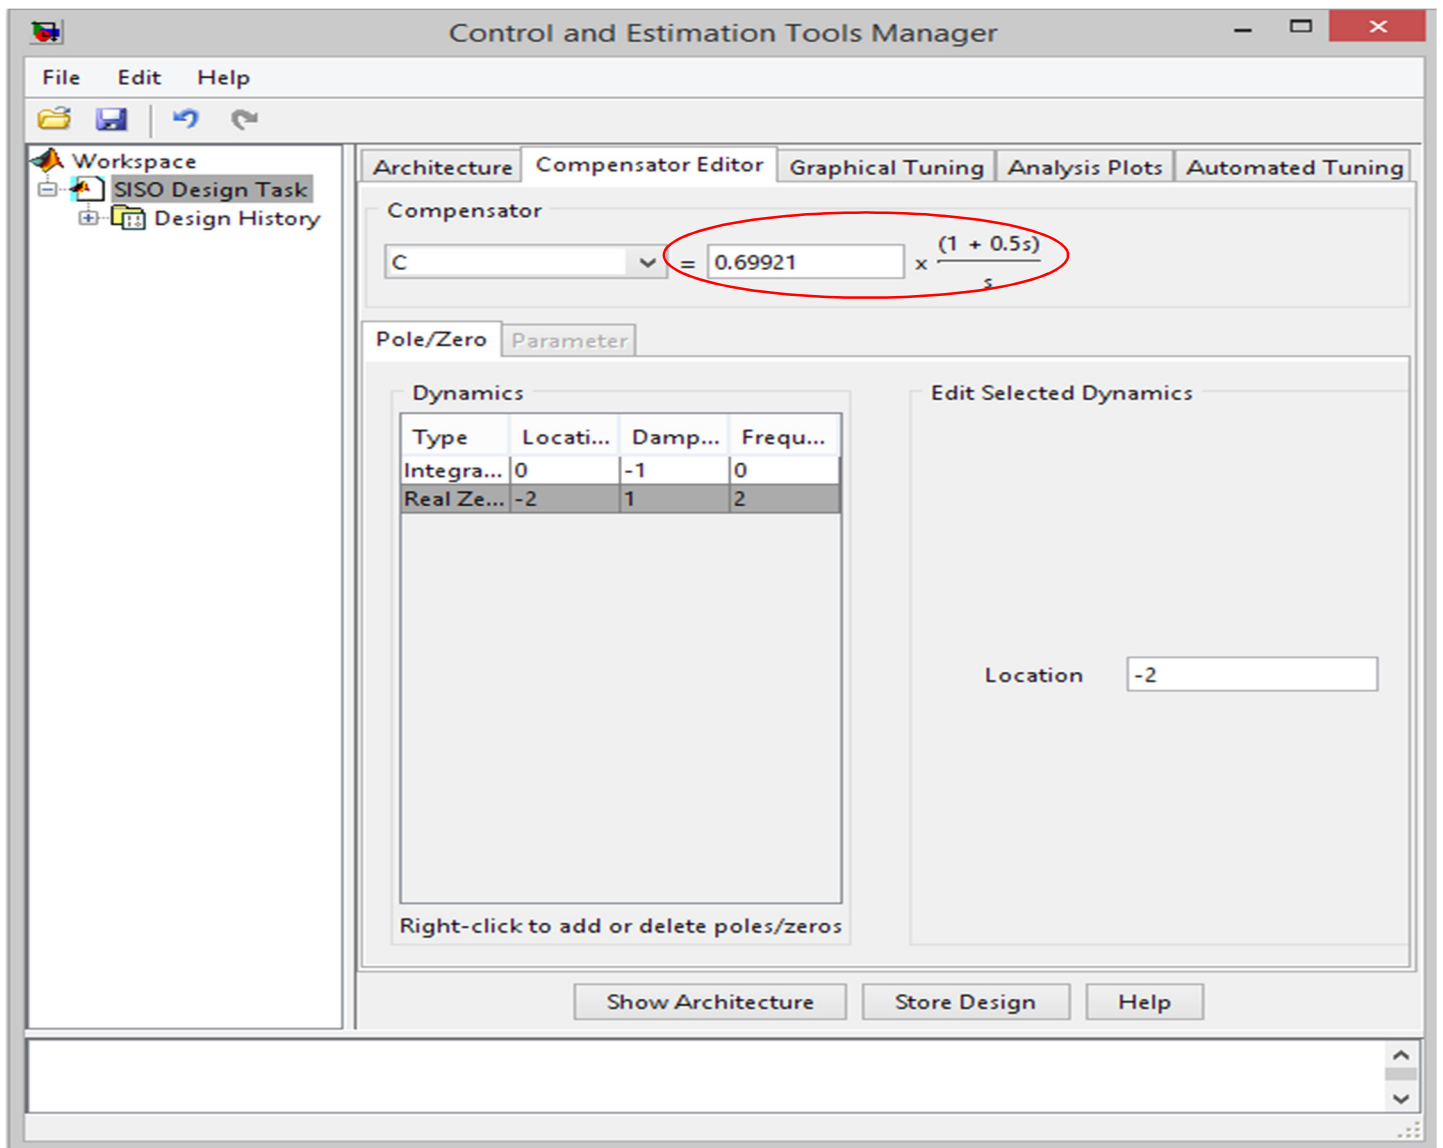 Control and Estimation Tools Manager
File Edit Help
Workspace
SISO Design Task
Design History
Architecture Compensator Editor Graphical Tuning Analysis Plots Automated Tuning
Compensator
C = 0.69921 x (1 + 0.5s)
s
Pole/Zero Parameter
Dynamics
Type Locati... Damp... Frequ...
Integra... 0 -1 0
Real Ze... -2 1 2
Right-click to add or delete poles/zeros
Edit Selected Dynamics
Location -2
Show Architecture Store Design Help